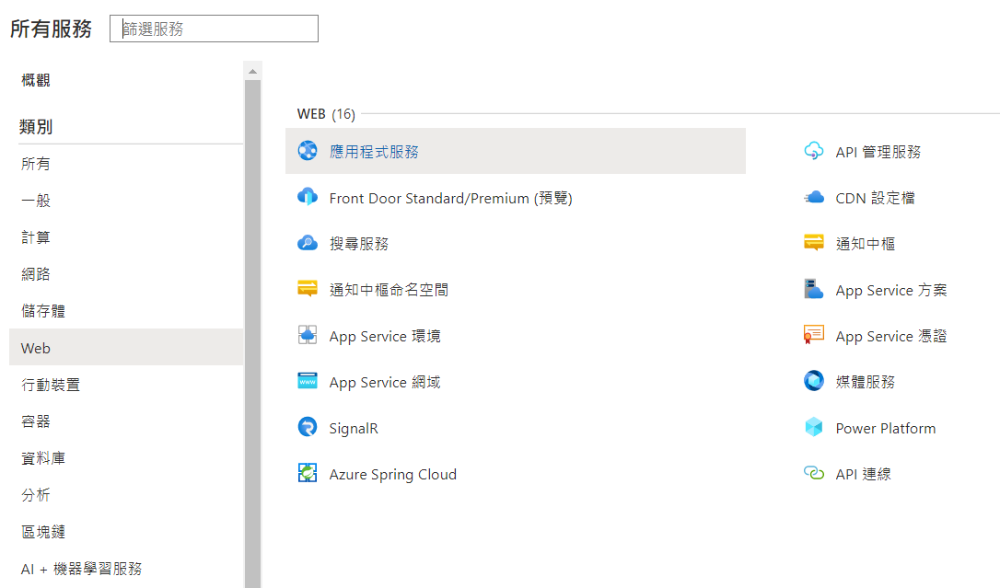 所有服務
篩選服務
概觀
類別
所有
一般
計算
網路
儲存體
Web
行動裝置
容器
資料庫
分析
區塊鏈
AI + 機器學習服務
WEB (16)
應用程式服務
API 管理服務
Front Door Standard/Premium (預覽)
CDN 設定檔
搜尋服務
通知中樞
通知中樞命名空間
App Service 方案
App Service 環境
App Service 憑證
www
App Service 網域
媒體服務
SignalR
Power Platform
Azure Spring Cloud
API 連線